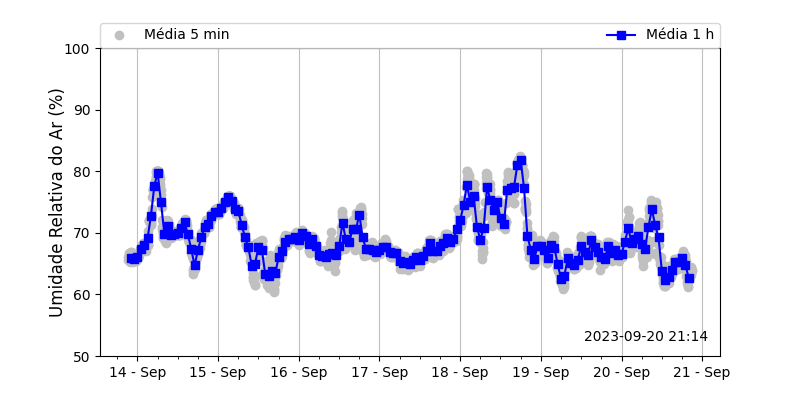 Média 5 min
Média 1 h
100
90
80
70
60
50
Umidade Relativa do Ar (%)
2023-09-20 21:14
14 - Sep
15 - Sep
16 - Sep
17 - Sep
18 - Sep
19 - Sep
20 - Sep
21 - Sep